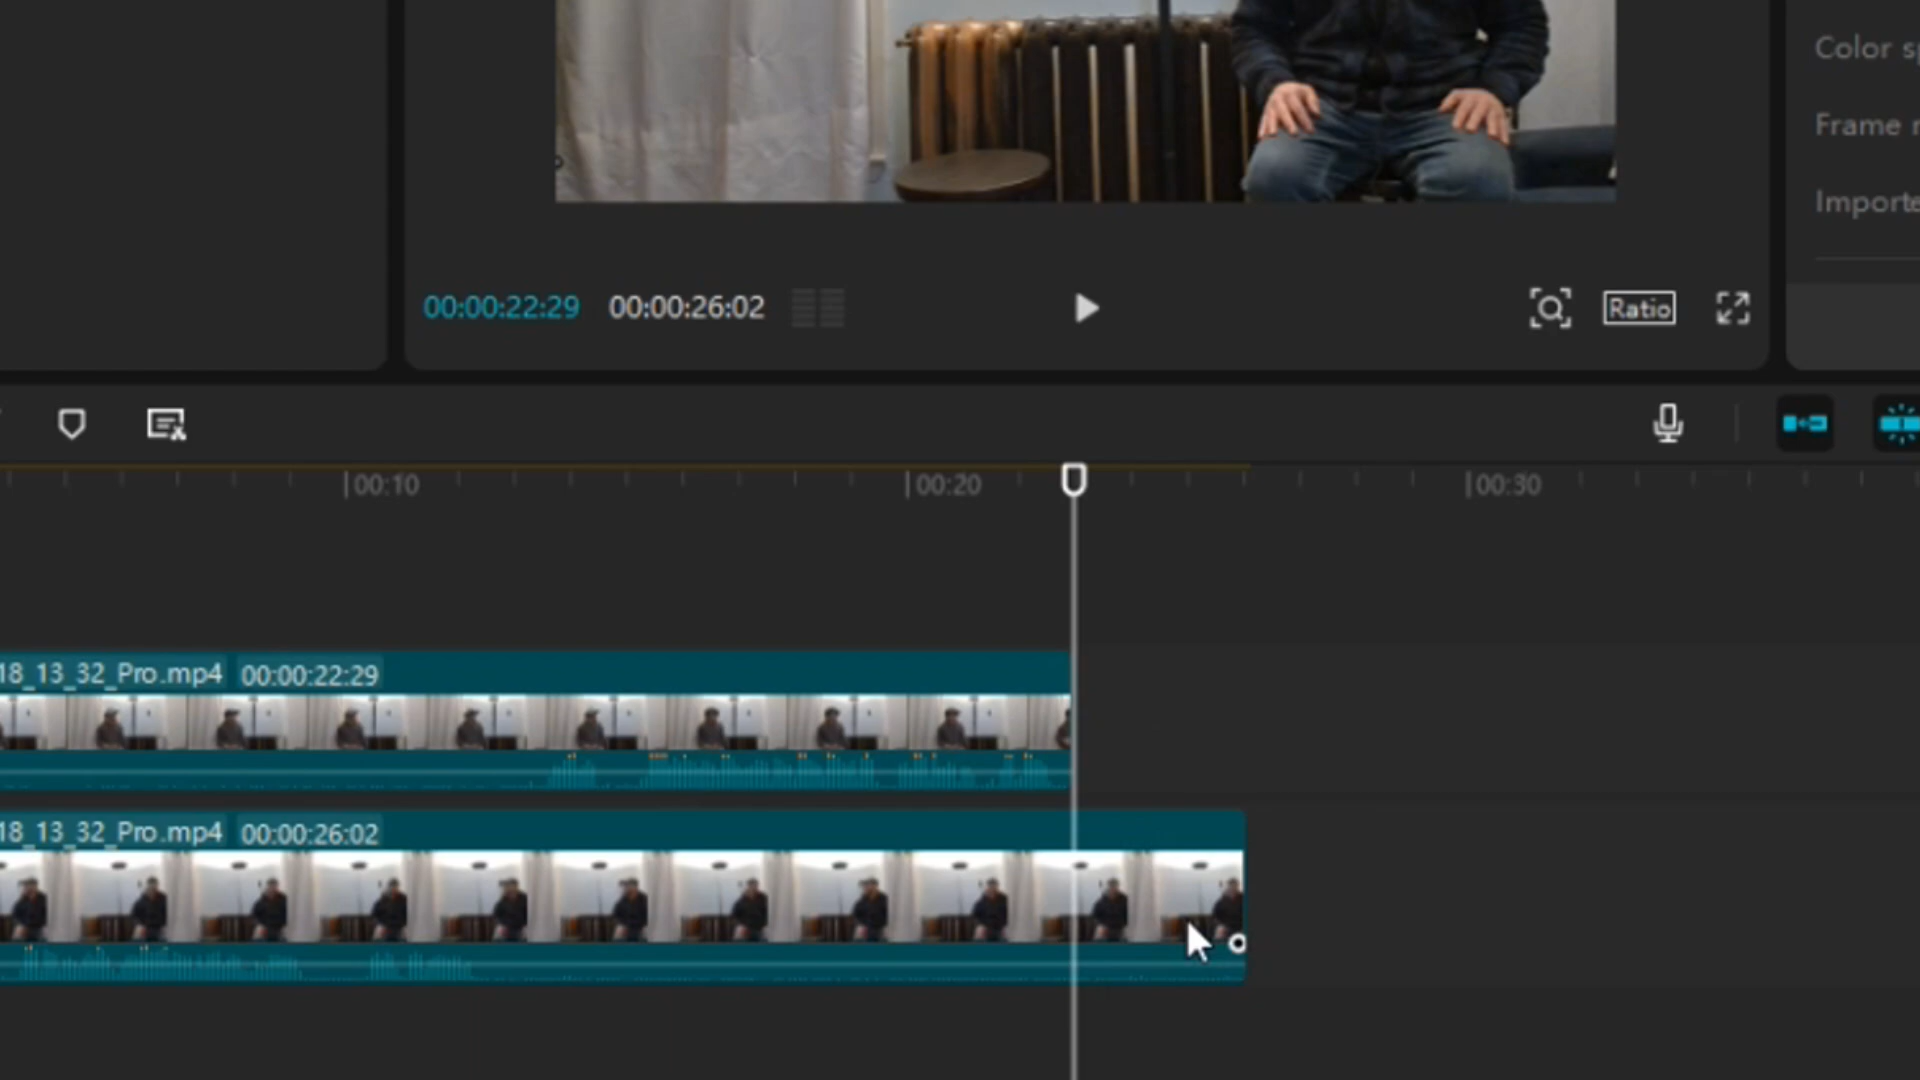 Color s
Frame r
Importe
00:00:22:29 00:00:26:02
Ratio
00:10 00:20 00:30
18_13_32_Pro.mp4 00:00:22:29
18_13_32_Pro.mp4 00:00:26:02